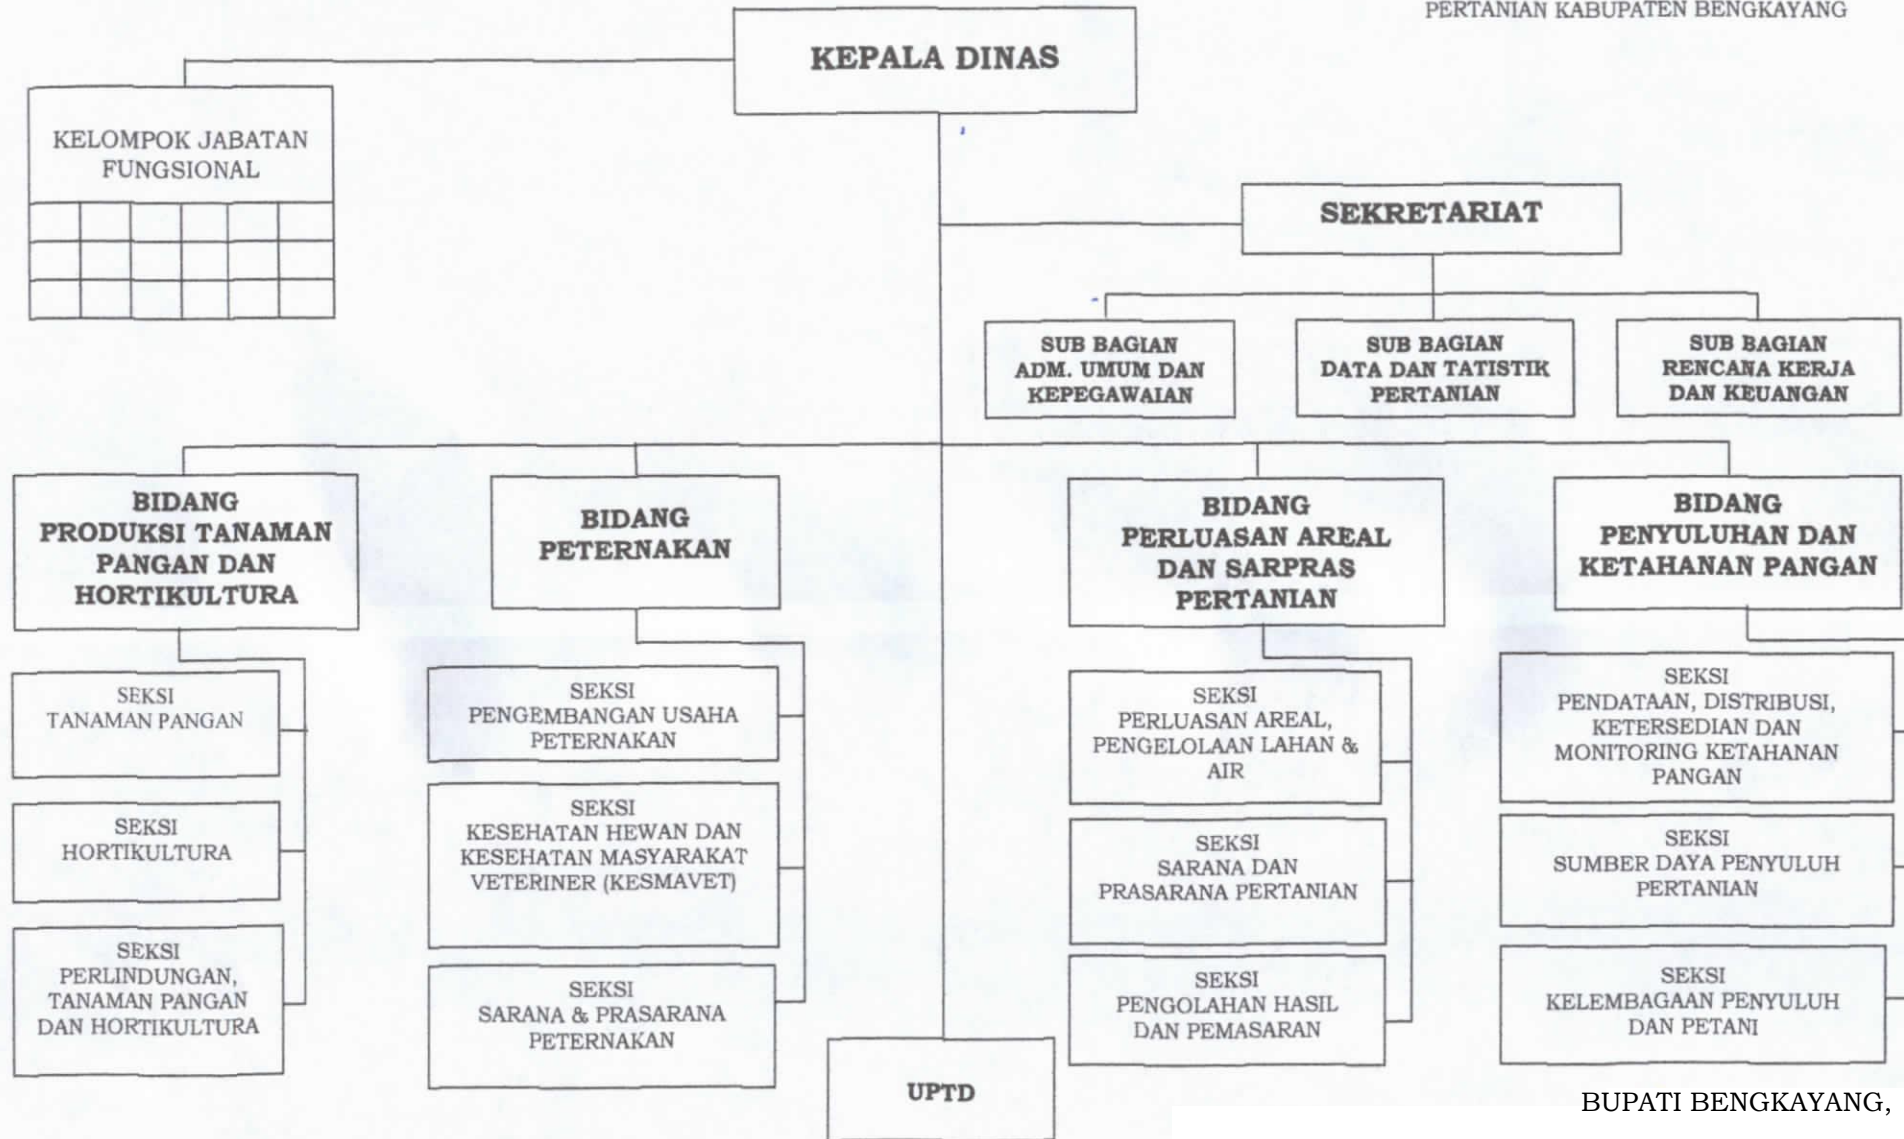 PERTANIAN KABUPATEN BENGKAYANG
KEPALA DINAS
KELOMPOK JABATAN
FUNGSIONAL
SEKRETARIAT
SUB BAGIAN
ADM. UMUM DAN
KEPEGAWAIAN
SUB BAGIAN
DATA DAN TATISTIK
PERTANIAN
SUB BAGIAN
RENCANA KERJA
DAN KEUANGAN
BIDANG
PRODUKSI TANAMAN
PANGAN DAN
HORTIKULTURA
BIDANG
PETERNAKAN
BIDANG
PERLUASAN AREAL
DAN SARPRAS
PERTANIAN
BIDANG
PENYULUHAN DAN
KETAHANAN PANGAN
SEKSI
TANAMAN PANGAN
SEKSI
HORTIKULTURA
SEKSI
PERLINDUNGAN,
TANAMAN PANGAN
DAN HORTIKULTURA
SEKSI
PENGEMBANGAN USAHA
PETERNAKAN
SEKSI
KESEHATAN HEWAN DAN
KESEHATAN MASYARAKAT
VETERINER (KESMAVET)
SEKSI
SARANA & PRASARANA
PETERNAKAN
SEKSI
PERLUASAN AREAL,
PENGELOLAAN LAHAN &
AIR
SEKSI
SARANA DAN
PRASARANA PERTANIAN
SEKSI
PENGOLAHAN HASIL
DAN PEMASARAN
SEKSI
PENDATAAN, DISTRIBUSI,
KETERSEDIAN DAN
MONITORING KETAHANAN
PANGAN
SEKSI
SUMBER DAYA PENYULUH
PERTANIAN
SEKSI
KELEMBAGAAN PENYULUH
DAN PETANI
UPTD
BUPATI BENGKAYANG,